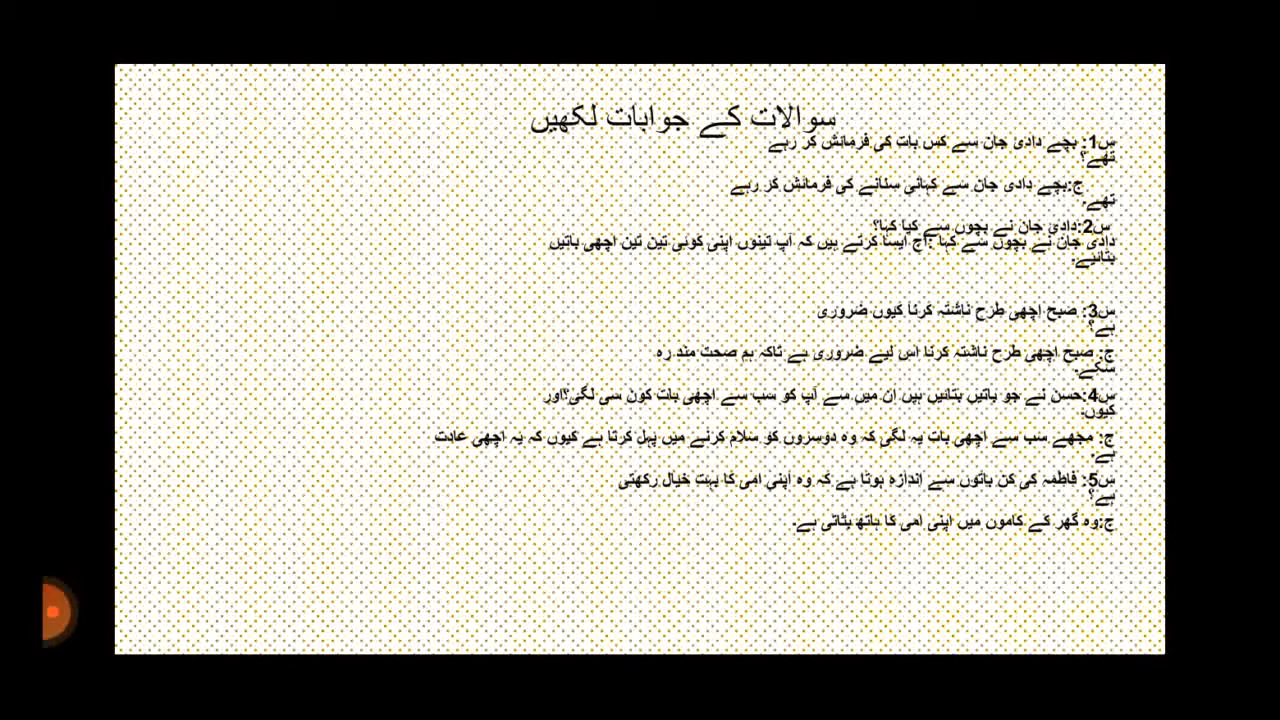 سوالات کے جوابات لکھیں
س1: بچے دادی جان سے کس بات کی فرمائش کر رہے
تھے؟
ج:بچے دادی جان سے کہانی سنانے کی فرمائش کر رہے
تھے۔
س2:دادی جان نے بچوں سے کیا کہا؟
دادی جان نے بچوں سے کہا :آج ایسا کرتے ہیں کہ آپ تینوں اپنی کوئی تین تین اچھی باتیں
بتائیے۔
س3: صبح اچھی طرح ناشتہ کرنا کیوں ضروری
ہے؟
ج: صبح اچھی طرح ناشتہ کرنا اس لیے ضروری ہے تاکہ ہم صحت مند رہ
سکے۔
س4:حسن نے جو باتیں بتائیں ہیں ان میں سے آپ کو سب سے اچھی بات کون سی لگی؟اور
کیوں۔
ج: مجھے سب سے اچھی بات یہ لگی کہ وہ دوسروں کو سلام کرنے میں پہل کرتا ہے کیوں کہ یہ اچھی عادت
ہے۔
س5: فاطمہ کی کن باتوں سے اندازہ ہوتا ہے کہ وہ اپنی امی کا بہت خیال رکھتی
ہے؟
ج:وہ گھر کے کاموں میں اپنی امی کا ہاتھ بٹاتی ہے۔